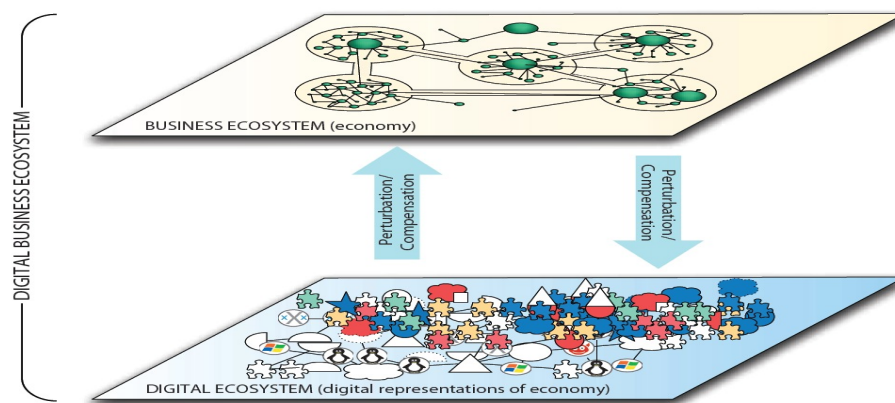 DIGITAL BUSINESS ECOSYSTEM
BUSINESS ECOSYSTEM (economy)
Perturbation/
Compensation
Perturbation/
Compensation
DIGITAL ECOSYSTEM (digital representations of economy)